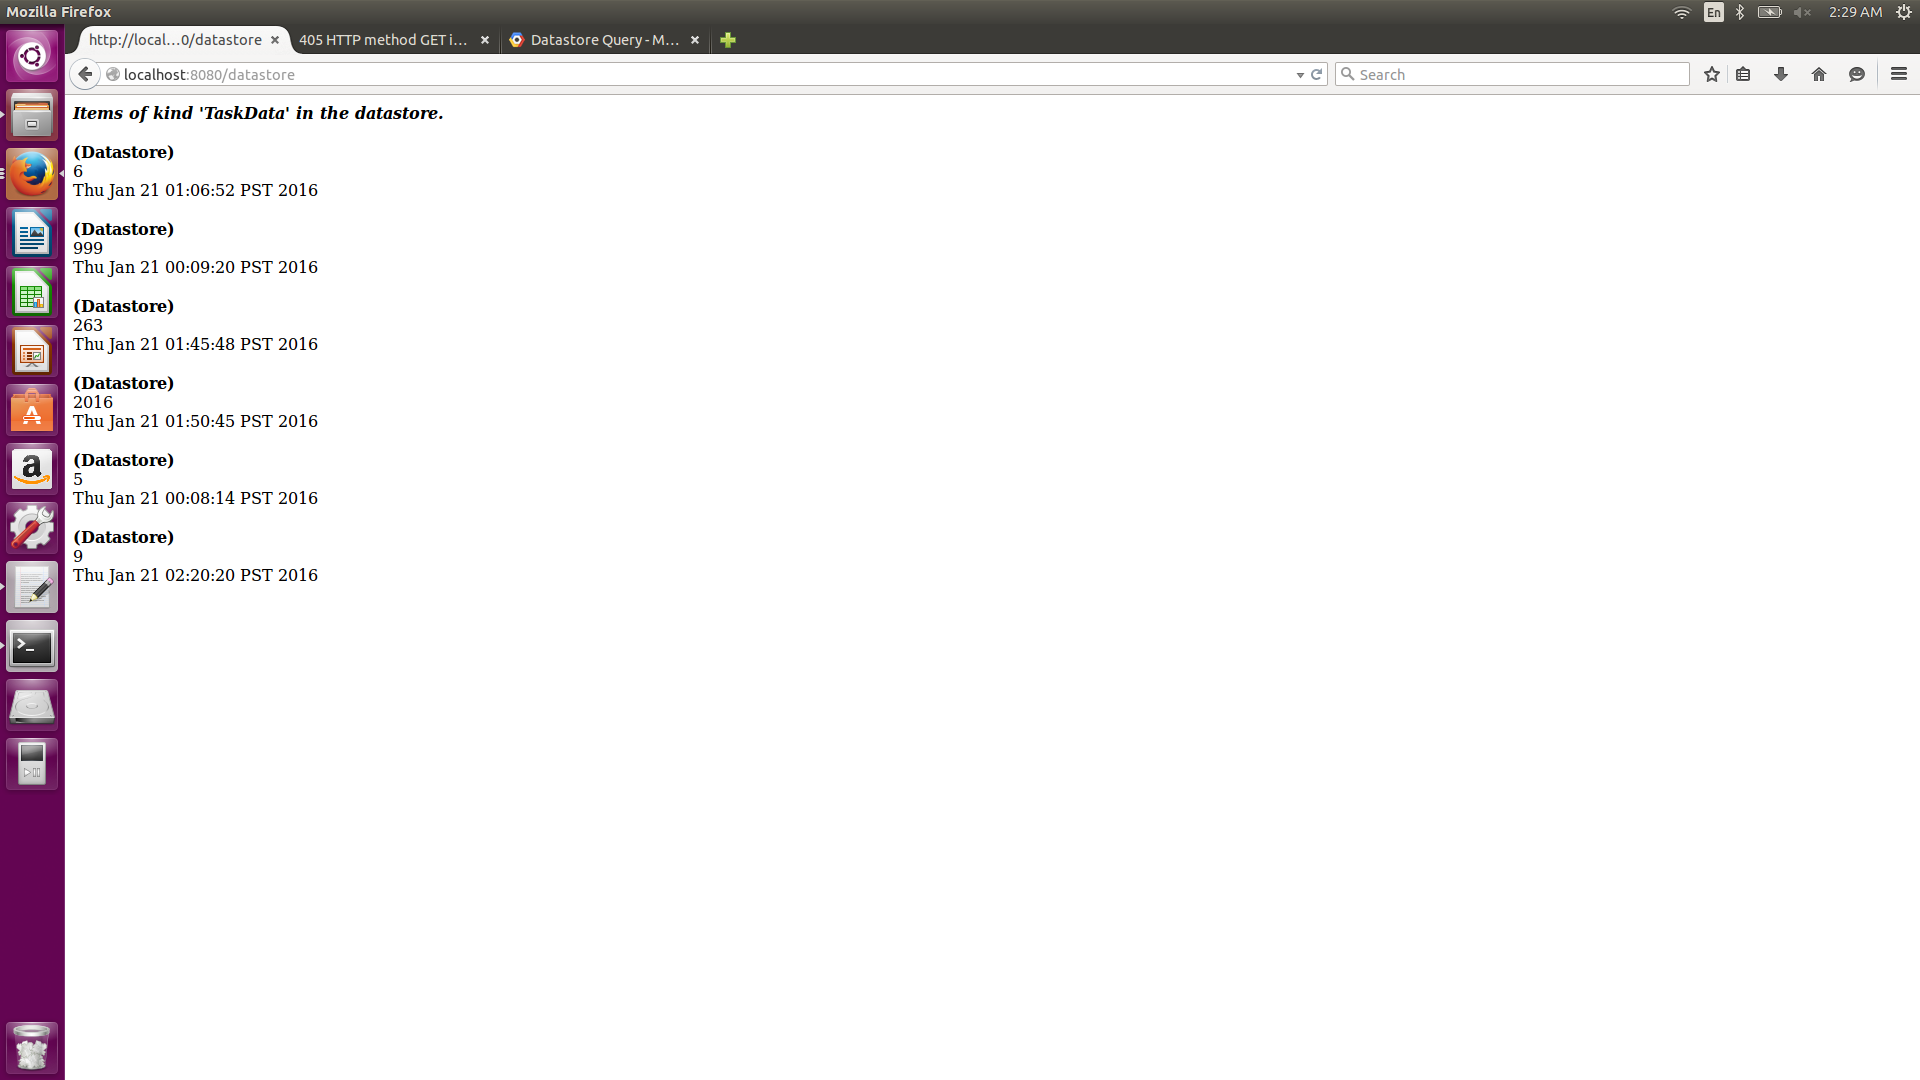 Mozilla Firefox
En
2:29 AM
http://local...0/datastore
405 HTTP method GET i...
Datastore Query - M...
localhost:8080/datastore
Search
Items of kind 'TaskData' in the datastore.
(Datastore)
6
Thu Jan 21 01:06:52 PST 2016
(Datastore)
999
Thu Jan 21 00:09:20 PST 2016
(Datastore)
263
Thu Jan 21 01:45:48 PST 2016
(Datastore)
2016
Thu Jan 21 01:50:45 PST 2016
(Datastore)
5
Thu Jan 21 00:08:14 PST 2016
(Datastore)
9
Thu Jan 21 02:20:20 PST 2016